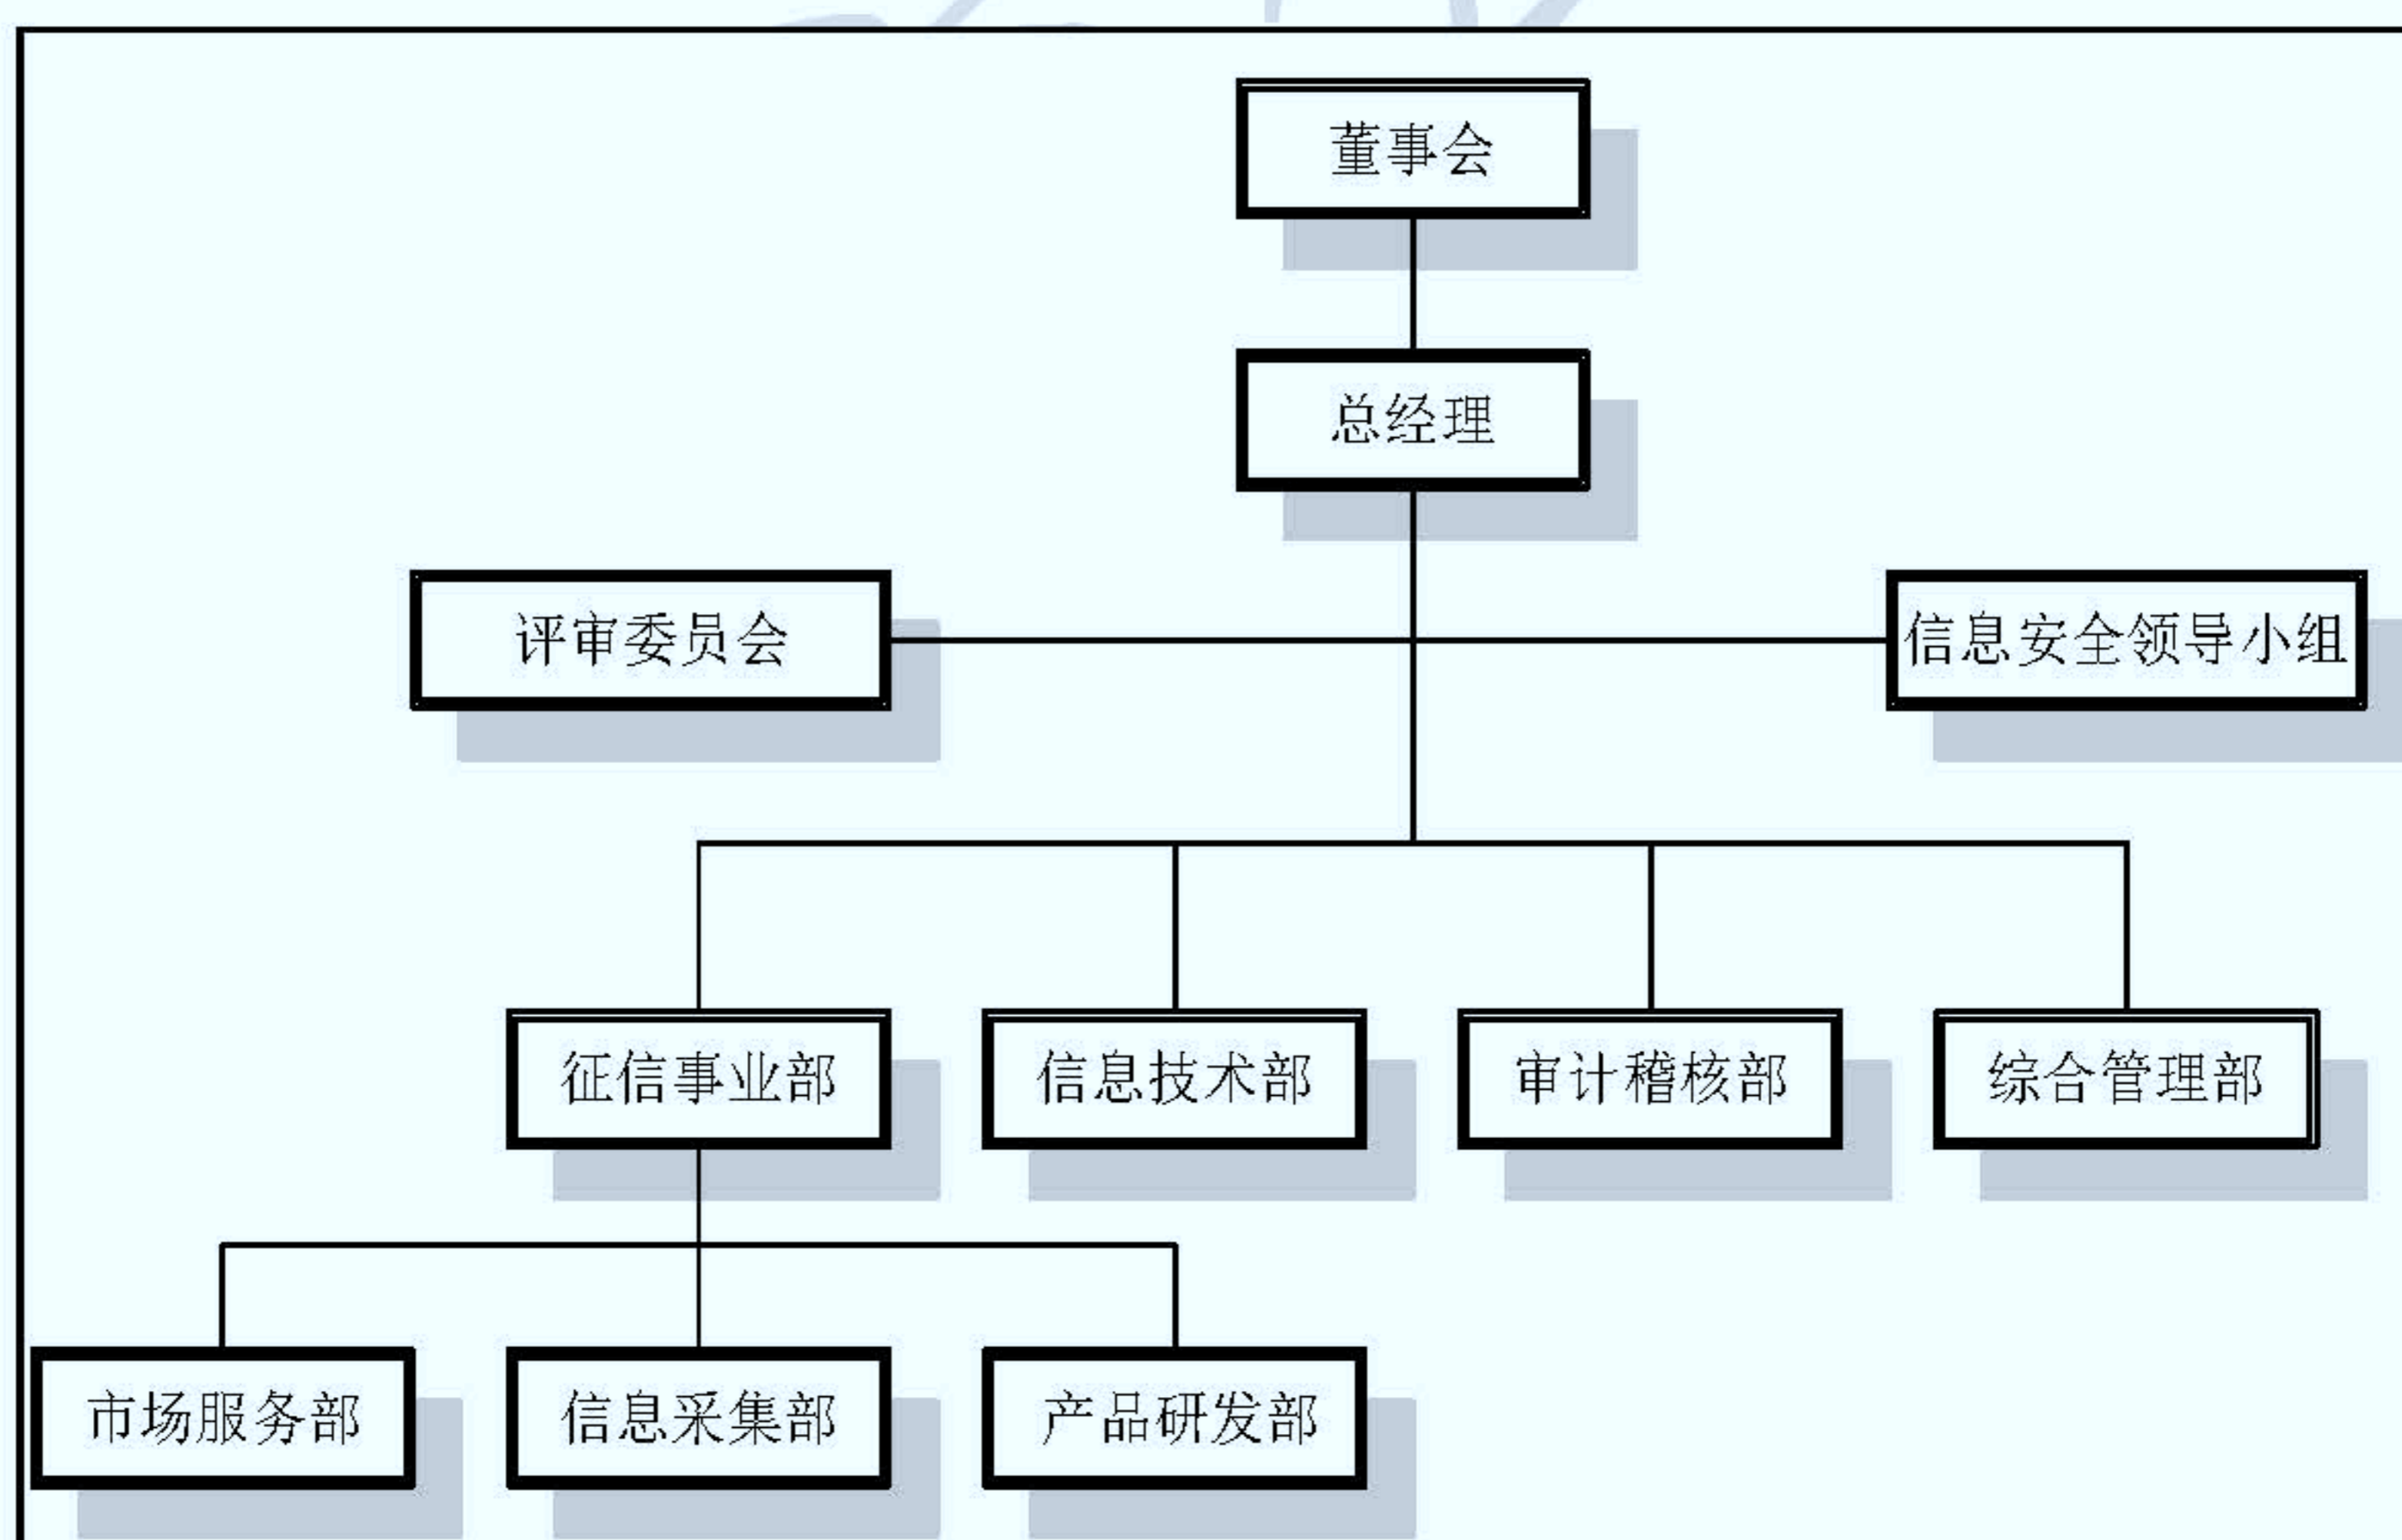 董事会
总经理
评审委员会
信息安全领导小组
征信事业部
信息技术部
审计稽核部
综合管理部
市场服务部
信息采集部
产品研发部